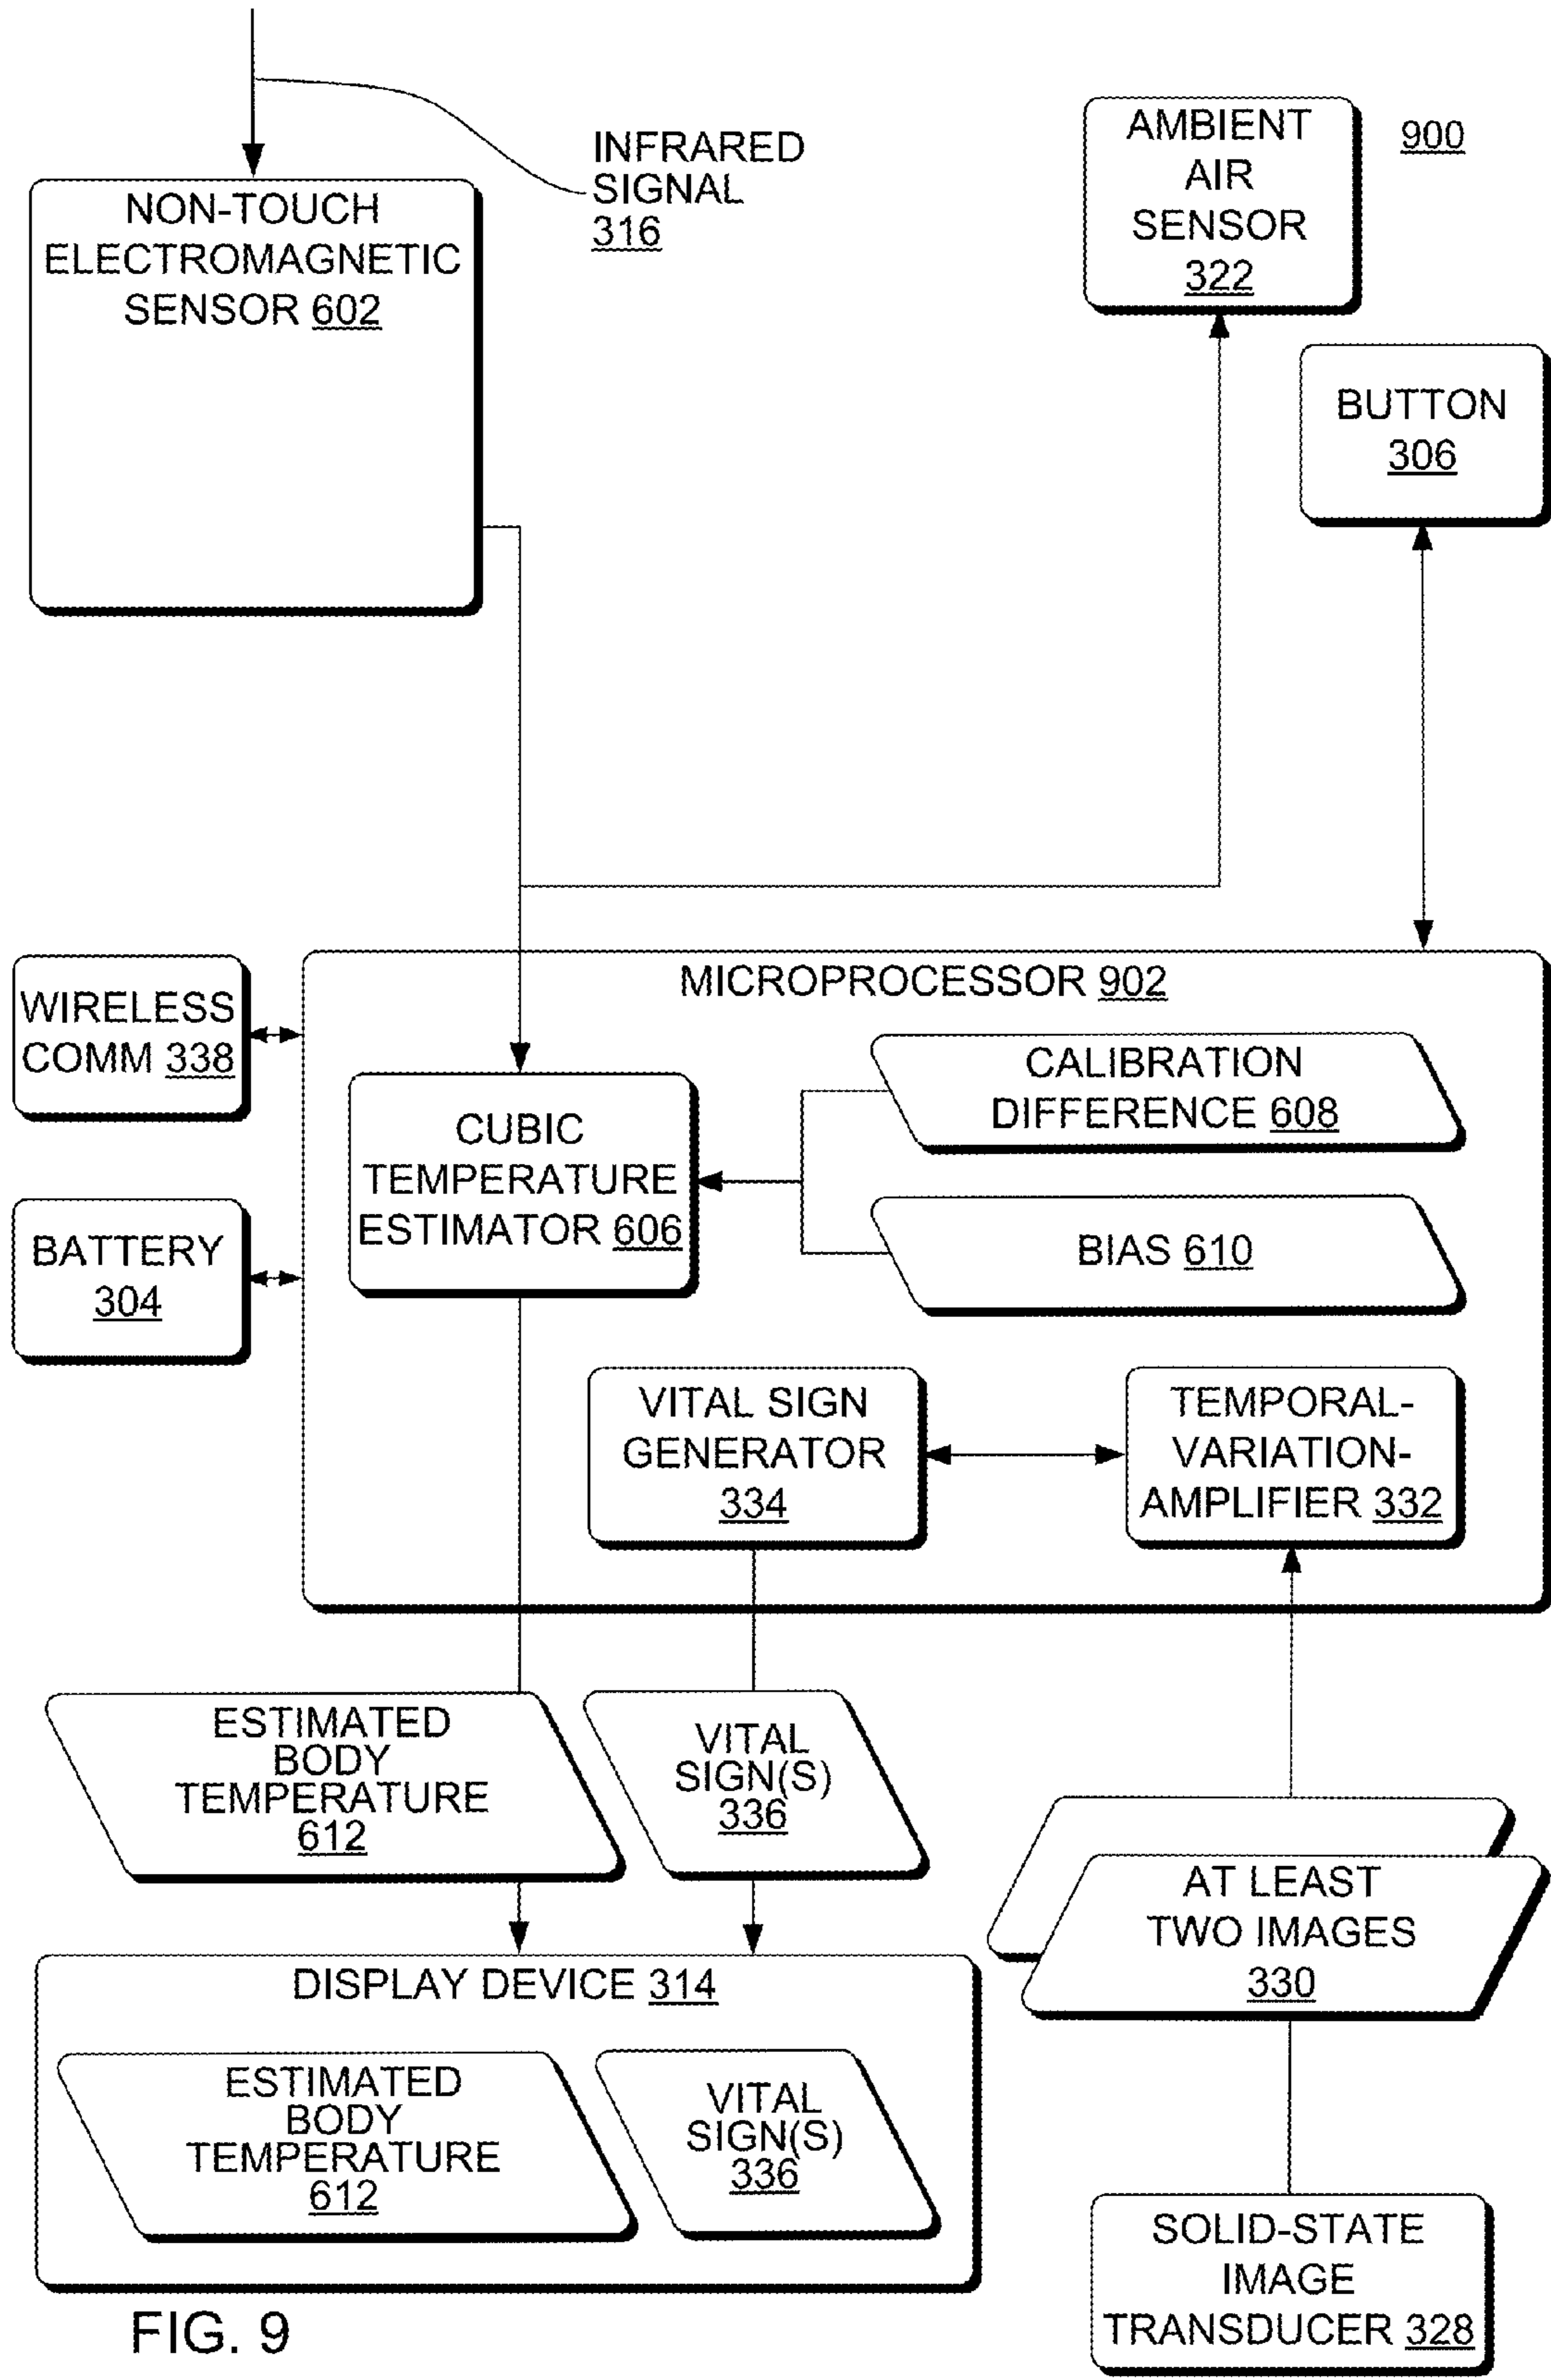 INFRARED
SIGNAL
316
NON-TOUCH
ELECTROMAGNETIC
SENSOR 602
AMBIENT
AIR
SENSOR
322
900
BUTTON
306
MICROPROCESSOR 902
WIRELESS
COMM 338
BATTERY
304
CUBIC
TEMPERATURE
ESTIMATOR 606
CALIBRATION
DIFFERENCE 608
BIAS 610
VITAL SIGN
GENERATOR
334
TEMPORAL-
VARIATION-
AMPLIFIER 332
ESTIMATED
BODY
TEMPERATURE
612
VITAL
SIGN(S)
336
AT LEAST
TWO IMAGES
330
DISPLAY DEVICE 314
ESTIMATED
BODY
TEMPERATURE
612
VITAL
SIGN(S)
336
SOLID-STATE
IMAGE
TRANSDUCER 328
FIG. 9